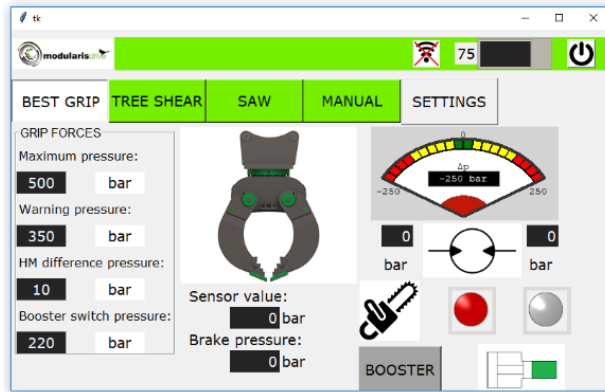 tk
modularisdrive
75
BEST GRIP TREE SHEAR SAW MANUAL SETTINGS
GRIP FORCES
Maximum pressure:
500 bar
Warning pressure:
350 bar
HM difference pressure:
10 bar
Booster switch pressure:
220 bar
Sensor value:
0 bar
Brake pressure:
0 bar
0
Δp
-250 bar
-250 250
0 0
bar bar
BOOSTER